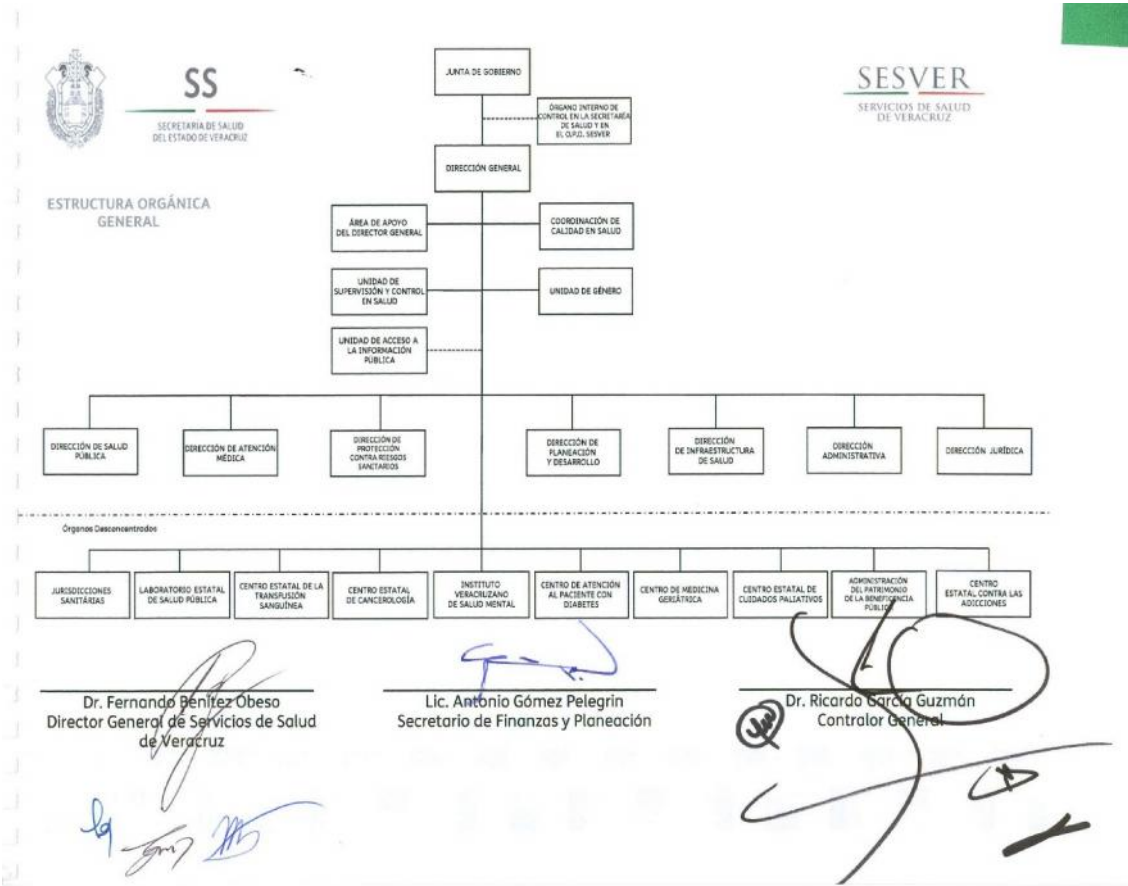 SS
SECRETARÍA DE SALUD
DEL ESTADO DE VERACRUZ
SESVER
SERVICIOS DE SALUD
DE VERACRUZ
ESTRUCTURA ORGÁNICA
GENERAL
JUNTA DE GOBIERNO
ÓRGANO INTERNO DE
CONTROL EN LA SECRETARÍA
DE SALUD Y EN
EL O.P.D. SESVER
DIRECCIÓN GENERAL
ÁREA DE APOYO
DEL DIRECTOR GENERAL
COORDINACIÓN DE
CALIDAD EN SALUD
UNIDAD DE
SUPERVISIÓN Y CONTROL
EN SALUD
UNIDAD DE GÉNERO
UNIDAD DE ACCESO A
LA INFORMACIÓN
PÚBLICA
DIRECCIÓN DE SALUD
PÚBLICA
DIRECCIÓN DE ATENCIÓN
MÉDICA
DIRECCIÓN DE
PROTECCIÓN
CONTRA RIESGOS
SANITARIOS
DIRECCIÓN DE
PLANEACIÓN
Y DESARROLLO
DIRECCIÓN
DE INFRAESTRUCTURA
DE SALUD
DIRECCIÓN
ADMINISTRATIVA
DIRECCIÓN JURÍDICA
Órganos Desconcentrados
JURISDICCIONES
SANITÁRIAS
LABORATORIO ESTATAL
DE SALUD PÚBLICA
CENTRO ESTATAL DE LA
TRANSFUSIÓN
SANGUÍNEA
CENTRO ESTATAL
DE CANCEROLOGÍA
INSTITUTO
VERACRUZANO
DE SALUD MENTAL
CENTRO DE ATENCIÓN
AL PACIENTE CON
DIABETES
CENTRO DE MEDICINA
GERIÁTRICA
CENTRO ESTATAL DE
CUIDADOS PALIATIVOS
ADMINISTRACIÓN
DEL PATRIMONIO
DE LA BENEFICENCIA
PÚBLICA
CENTRO
ESTATAL CONTRA LAS
ADICCIONES
Dr. Fernando Benítez Obeso
Director General de Servicios de Salud
de Veracruz
Lic. Antonio Gómez Pelegrin
Secretario de Finanzas y Planeación
Dr. Ricardo García Guzmán
Contralor General